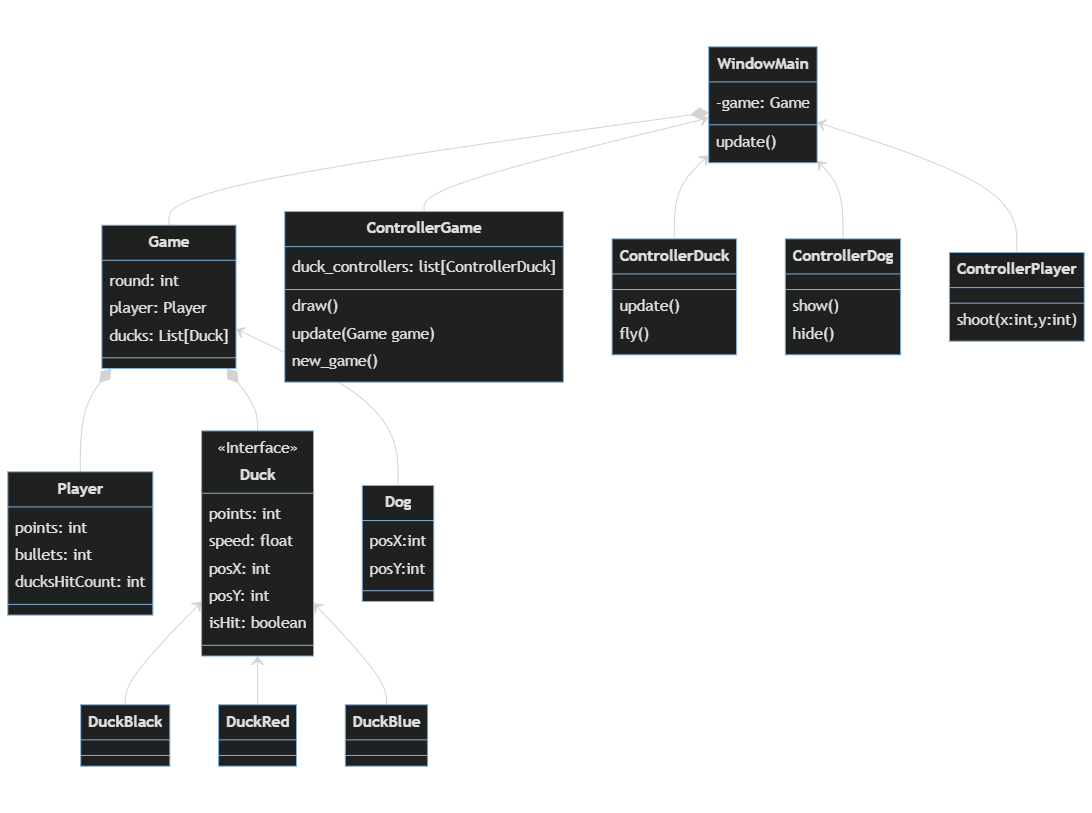 WindowMain
-game: Game
update()
Game
round: int
player: Player
ducks: List[Duck]
ControllerGame
duck_controllers: list[ControllerDuck]
draw()
update(Game game)
new_game()
ControllerDuck
update()
fly()
ControllerDog
show()
hide()
ControllerPlayer
shoot(x:int,y:int)
Player
points: int
bullets: int
ducksHitCount: int
«Interface»
Duck
points: int
speed: float
posX: int
posY: int
isHit: boolean
Dog
posX:int
posY:int
DuckBlack
DuckRed
DuckBlue